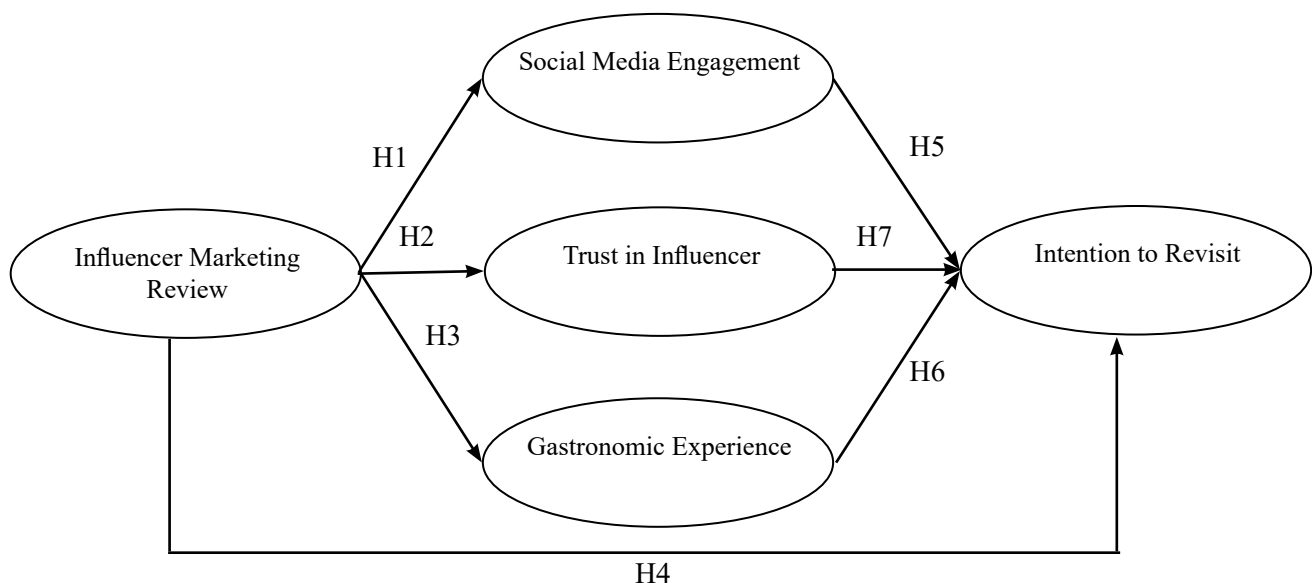 Social Media Engagement
H1
H5
H2
H7
Influencer Marketing
Review
Trust in Influencer
Intention to Revisit
H3
H6
Gastronomic Experience
H4